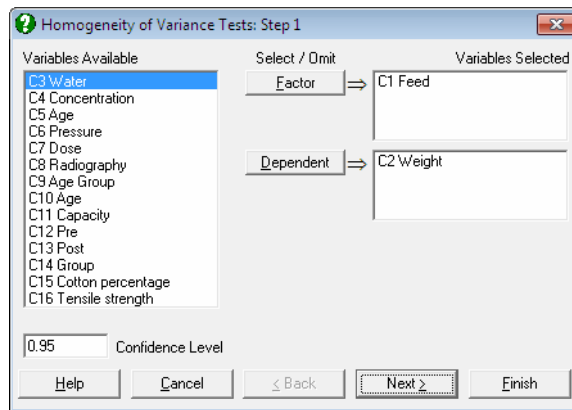 Homogeneity of Variance Tests: Step 1
Variables Available
Select / Omit
Variables Selected
C3 Water
C4 Concentration
C5 Age
C6 Pressure
C7 Dose
C8 Radiography
C9 Age Group
C10 Age
C11 Capacity
C12 Pre
C13 Post
C14 Group
C15 Cotton percentage
C16 Tensile strength
Factor
C1 Feed
Dependent
C2 Weight
0.95 Confidence Level
Help Cancel < Back Next > Finish